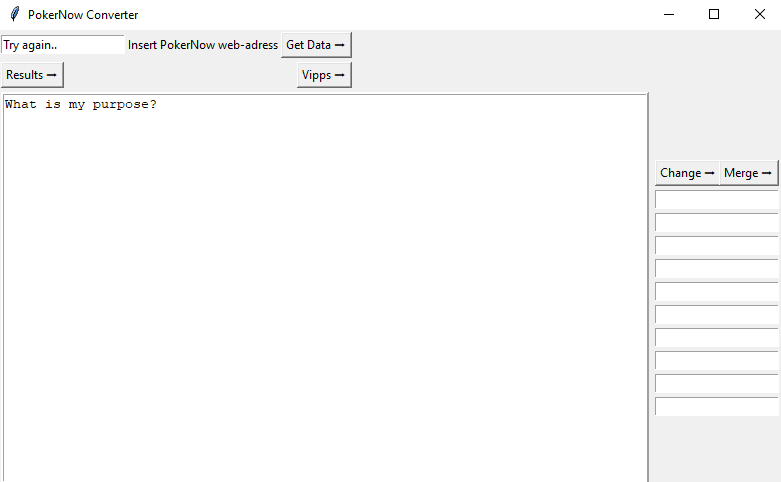 PokerNow Converter
Try again.. Insert PokerNow web-adress Get Data ➞
Results ➞ Vipps ➞
What is my purpose?
Change ➞ Merge ➞